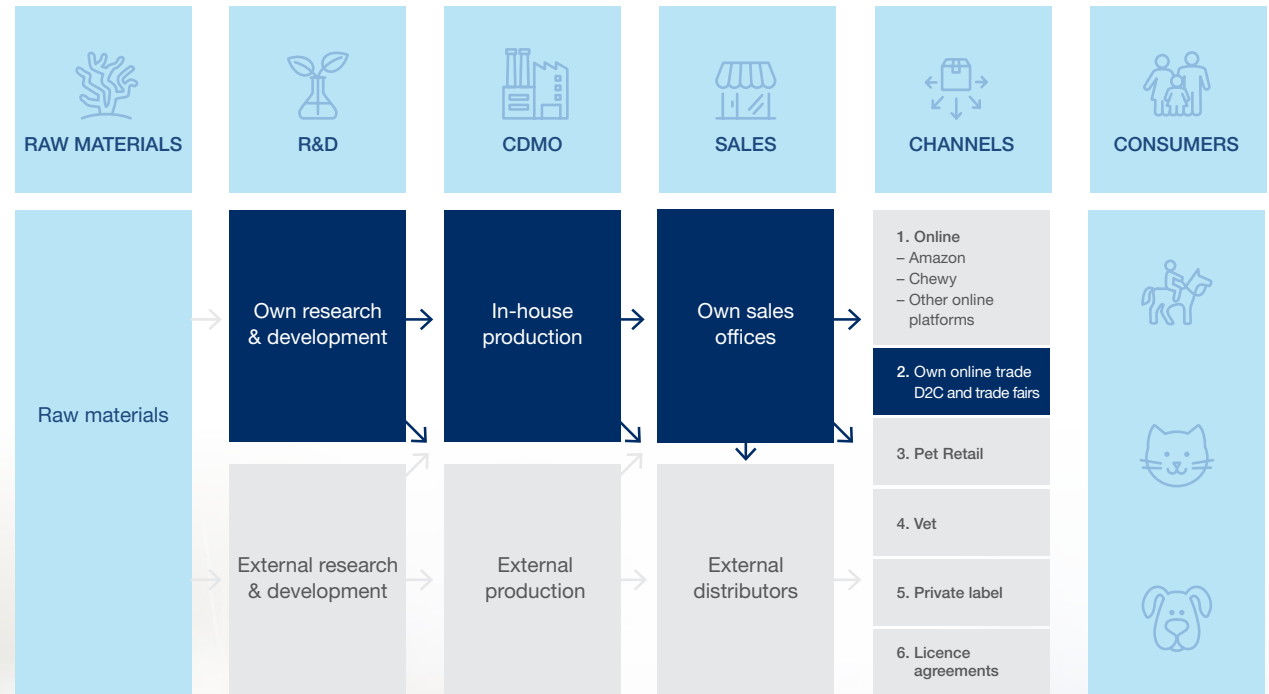 RAW MATERIALS
R&D
CDMO
SALES
CHANNELS
CONSUMERS
Raw materials
Own research
& development
In-house
production
Own sales
offices
External research
& development
External
production
External
distributors
1. Online
– Amazon
– Chewy
– Other online
platforms
2. Own online trade
D2C and trade fairs
3. Pet Retail
4. Vet
5. Private label
6. Licence
agreements